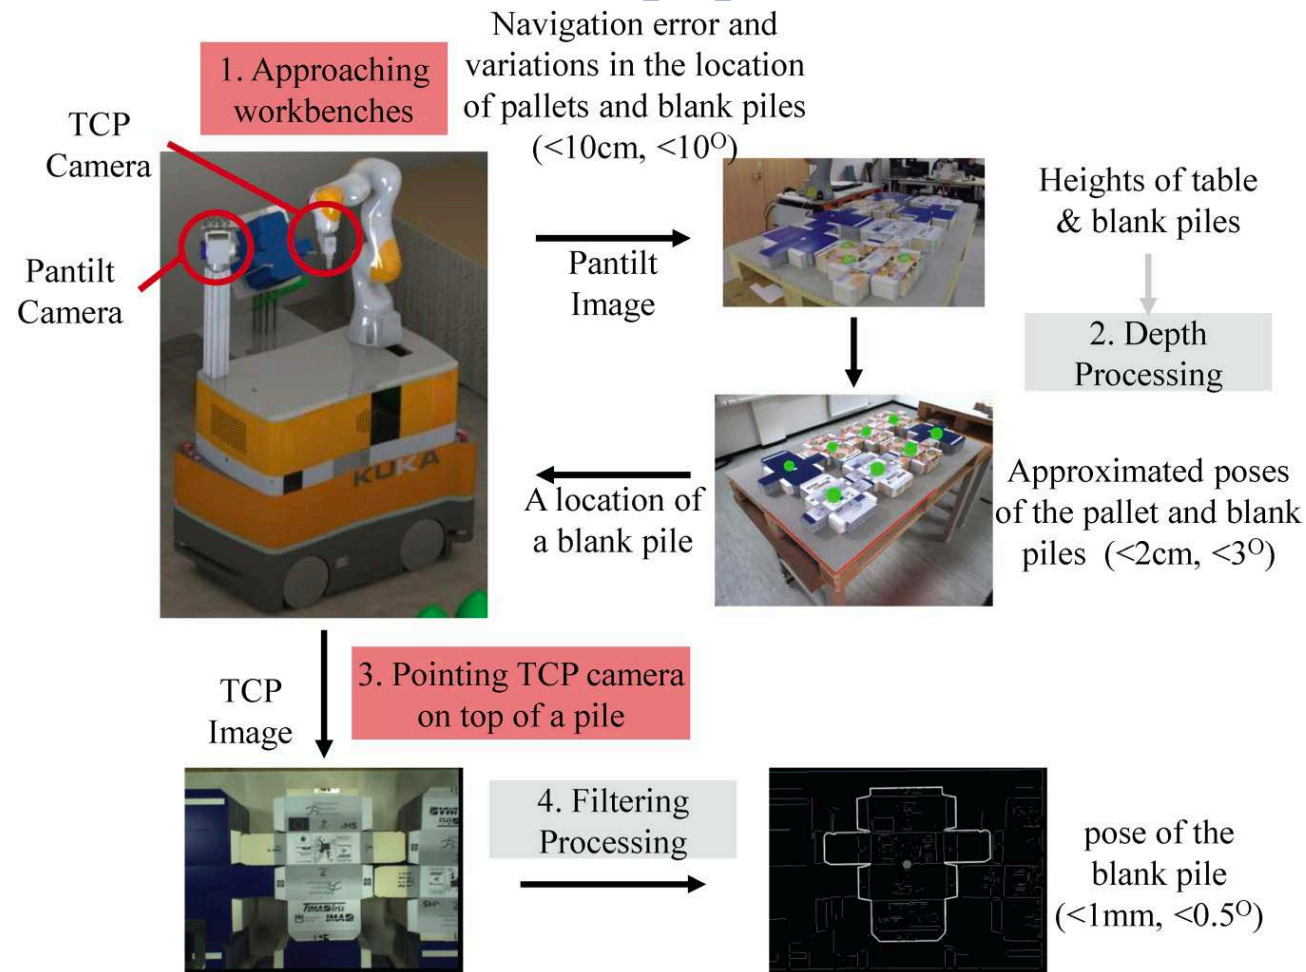 Navigation error and
variations in the location
of pallets and blank piles
(<10cm, <10°)
1. Approaching
workbenches
TCP
Camera
Pantilt
Camera
KUKA
Pantilt
Image
Heights of table
& blank piles
2. Depth
Processing
A location of
a blank pile
Approximated poses
of the pallet and blank
piles (<2cm, <3°)
TCP
Image
3. Pointing TCP camera
on top of a pile
4. Filtering
Processing
IMA
pose of the
blank pile
(<1mm, <0.5°)